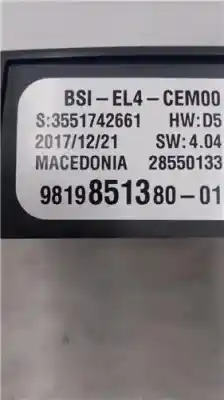 BSI-EL4-CEM00
S:3551742661 HW:D5
2017/12/21 SW: 4.04
MACEDONIA 28550133
9819851380-01